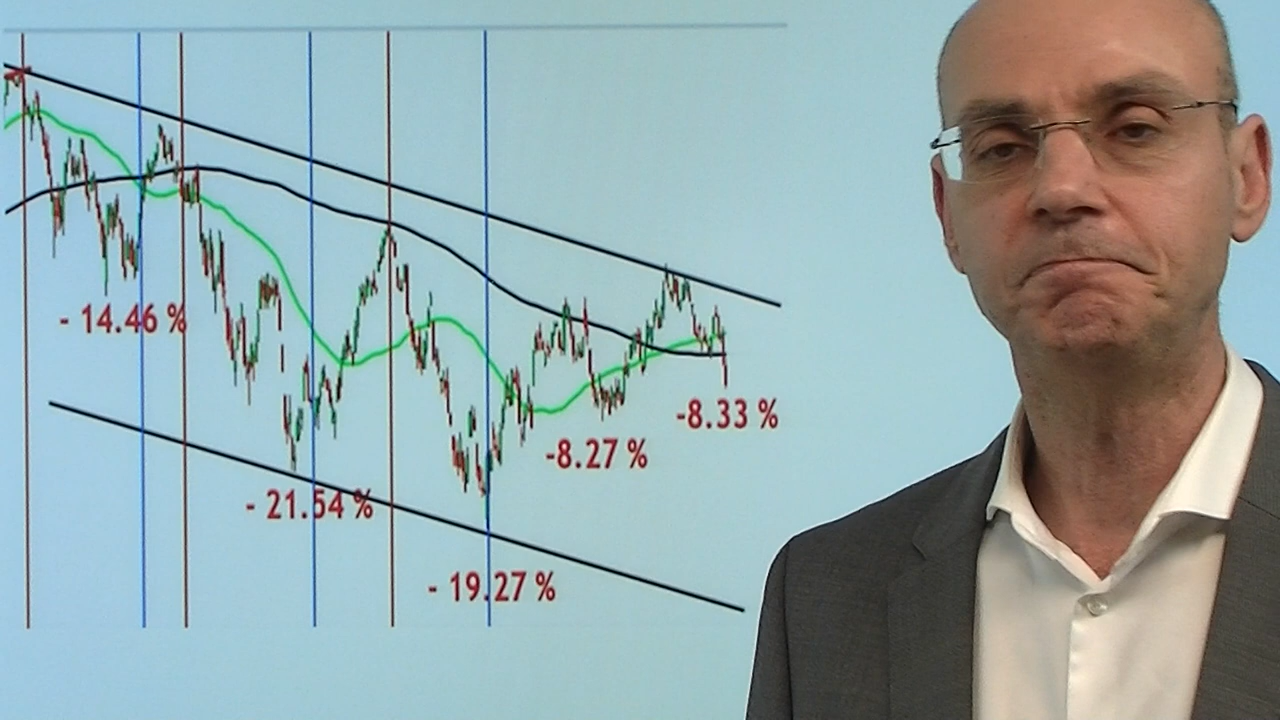 - 14.46 %
- 21.54 %
- 19.27 %
-8.27 %
-8.33 %